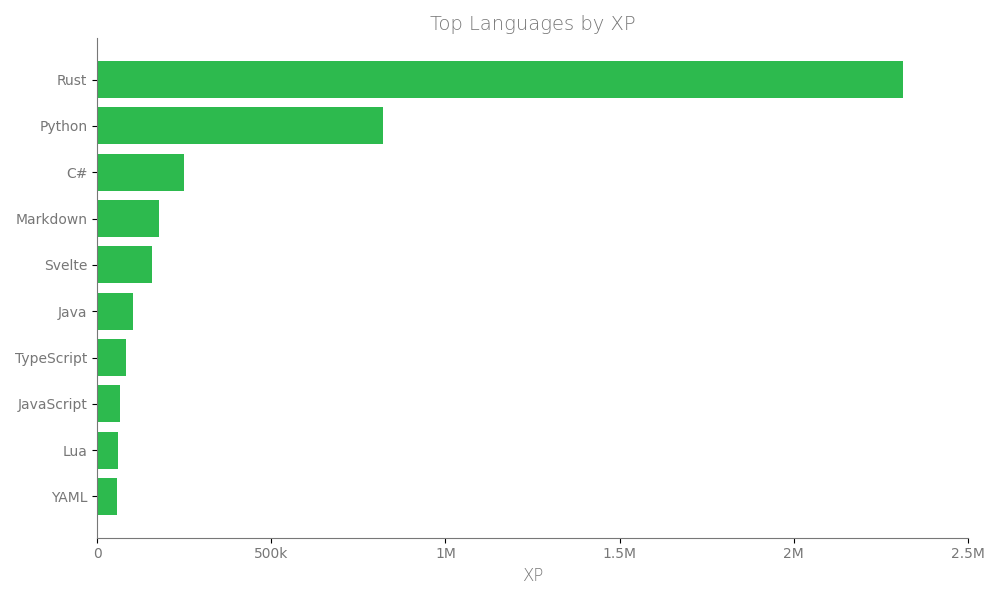 Top Languages by XP
Rust
Python
C#
Markdown
Svelte
Java
TypeScript
JavaScript
Lua
YAML
0 500k 1M 1.5M 2M 2.5M
XP